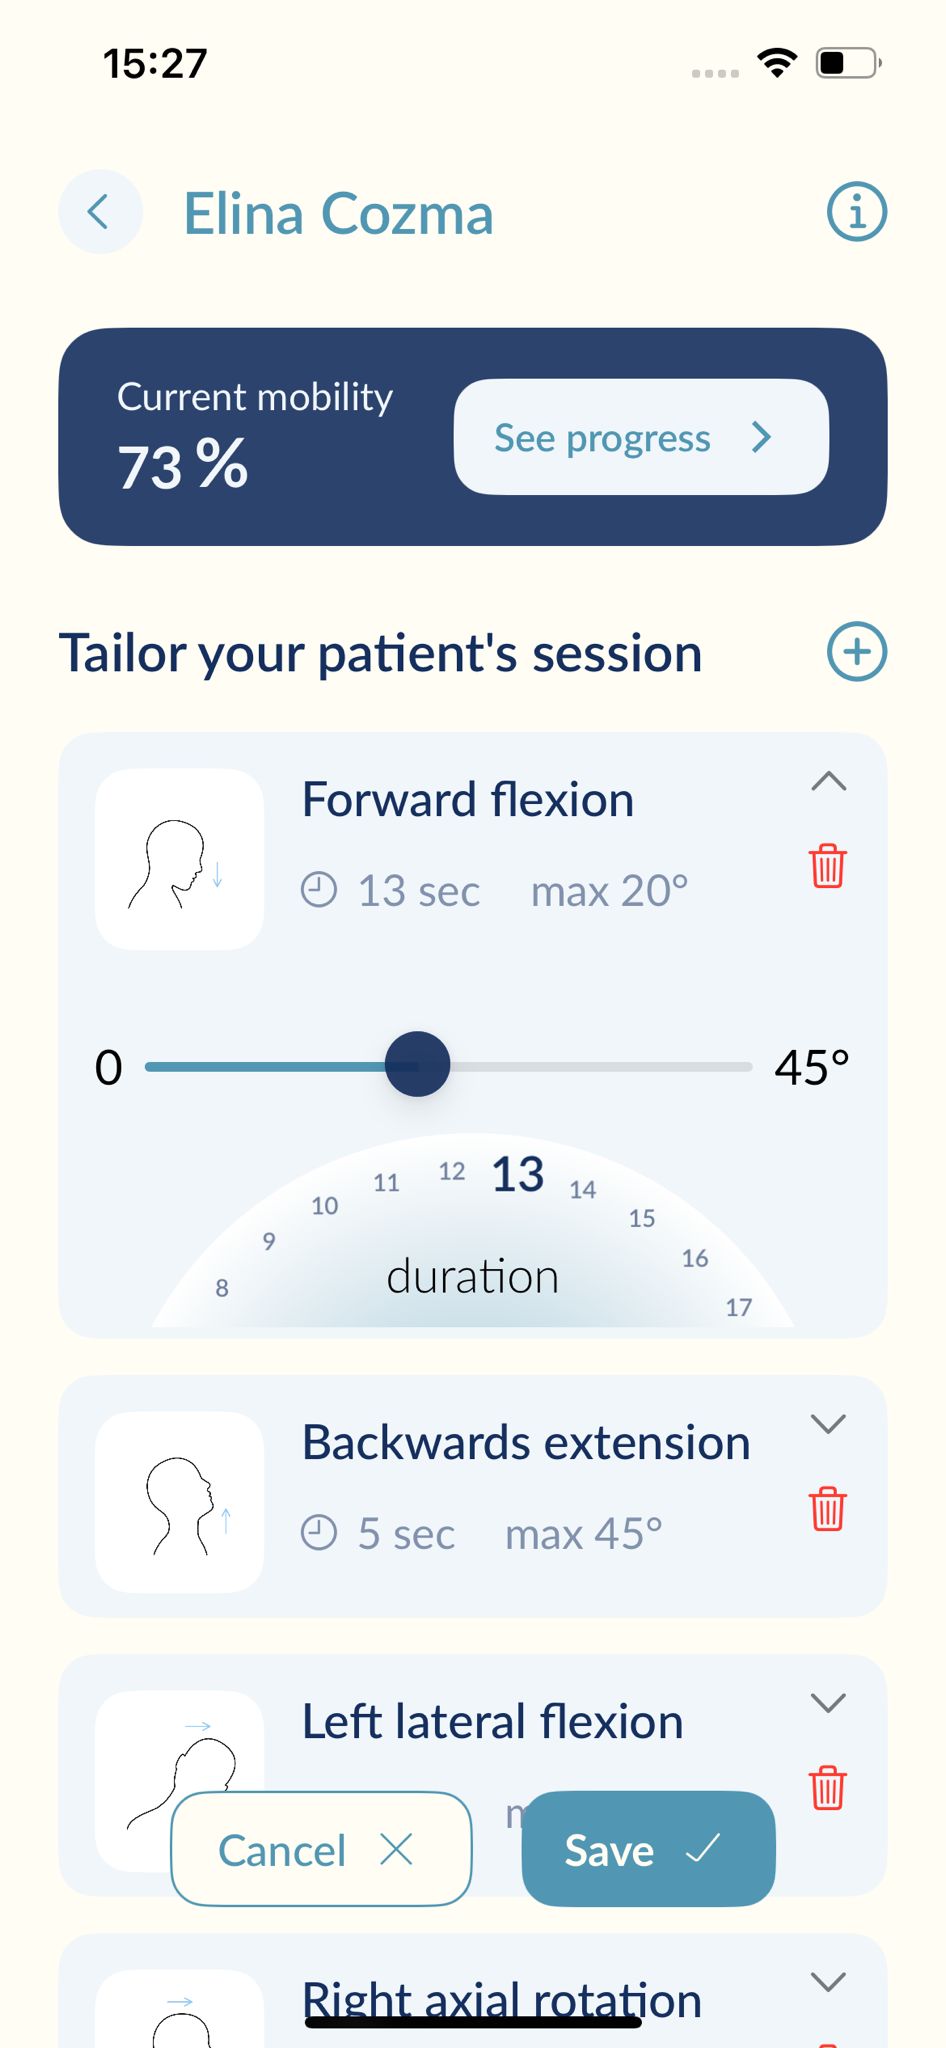 15:27
Elina Cozma
Current mobility
73 %
See progress
Tailor your patient's session
Forward flexion
13 sec max 20°
0 45°
8 9 10 11 12 13 14 15 16 17
duration
Backwards extension
5 sec max 45°
Left lateral flexion
Cancel Save
Right axial rotation